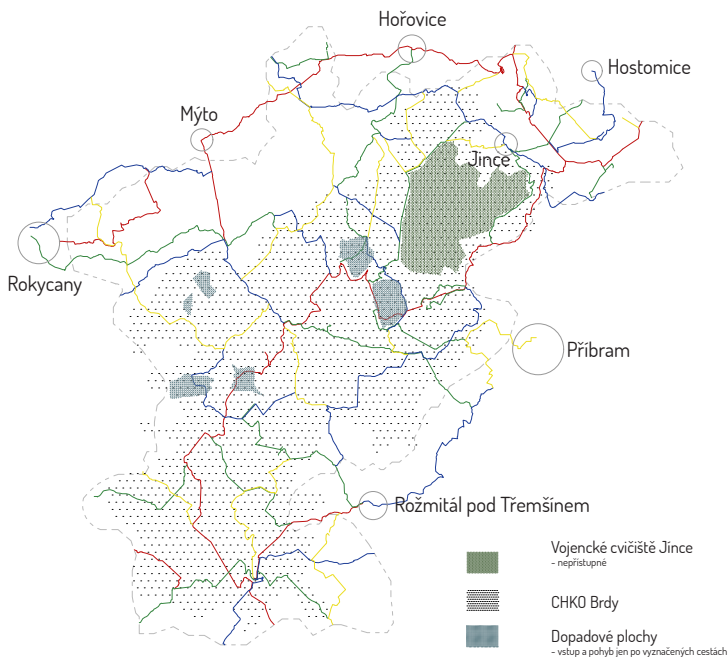 Hořovice
Hostomice
Mýto
Jince
Rokycany
Příbram
Rožmitál pod Třemšínem
Vojencké cvičiště Jince
- nepřístupné
CHKO Brdy
Dopadové plochy
- vstup a pohyb jen po vyznačených cestách